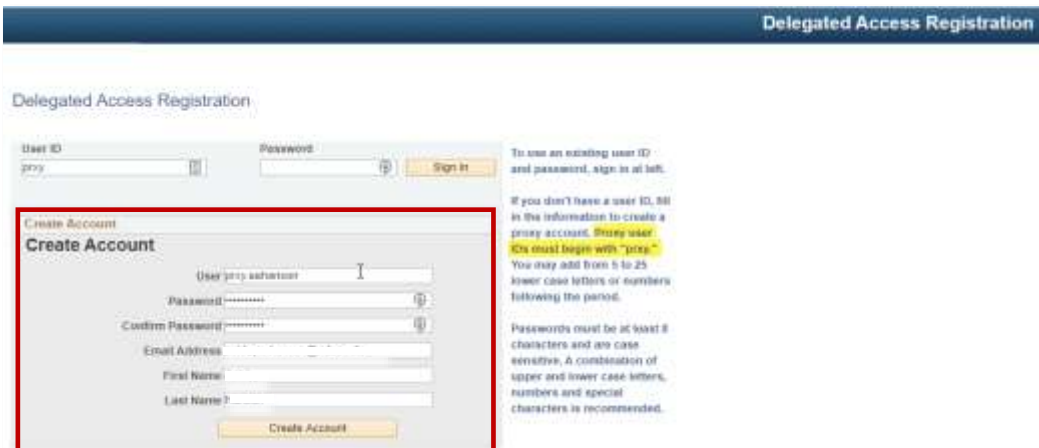 Delegated Access Registration
Delegated Access Registration
User ID
Password
prxy
Sign In
To use an existing user ID
and password, sign in at left.
If you don't have a user ID, fill
in the information to create a
proxy account. Proxy user
IDs must begin with "prxy."
You may add from 5 to 25
lower case letters or numbers
following the period.
Passwords must be at least 8
characters and are case
sensitive. A combination of
upper and lower case letters,
numbers and special
characters is recommended.
Create Account
Create Account
User
Password
Confirm Password
Email Address
First Name
Last Name
Create Account